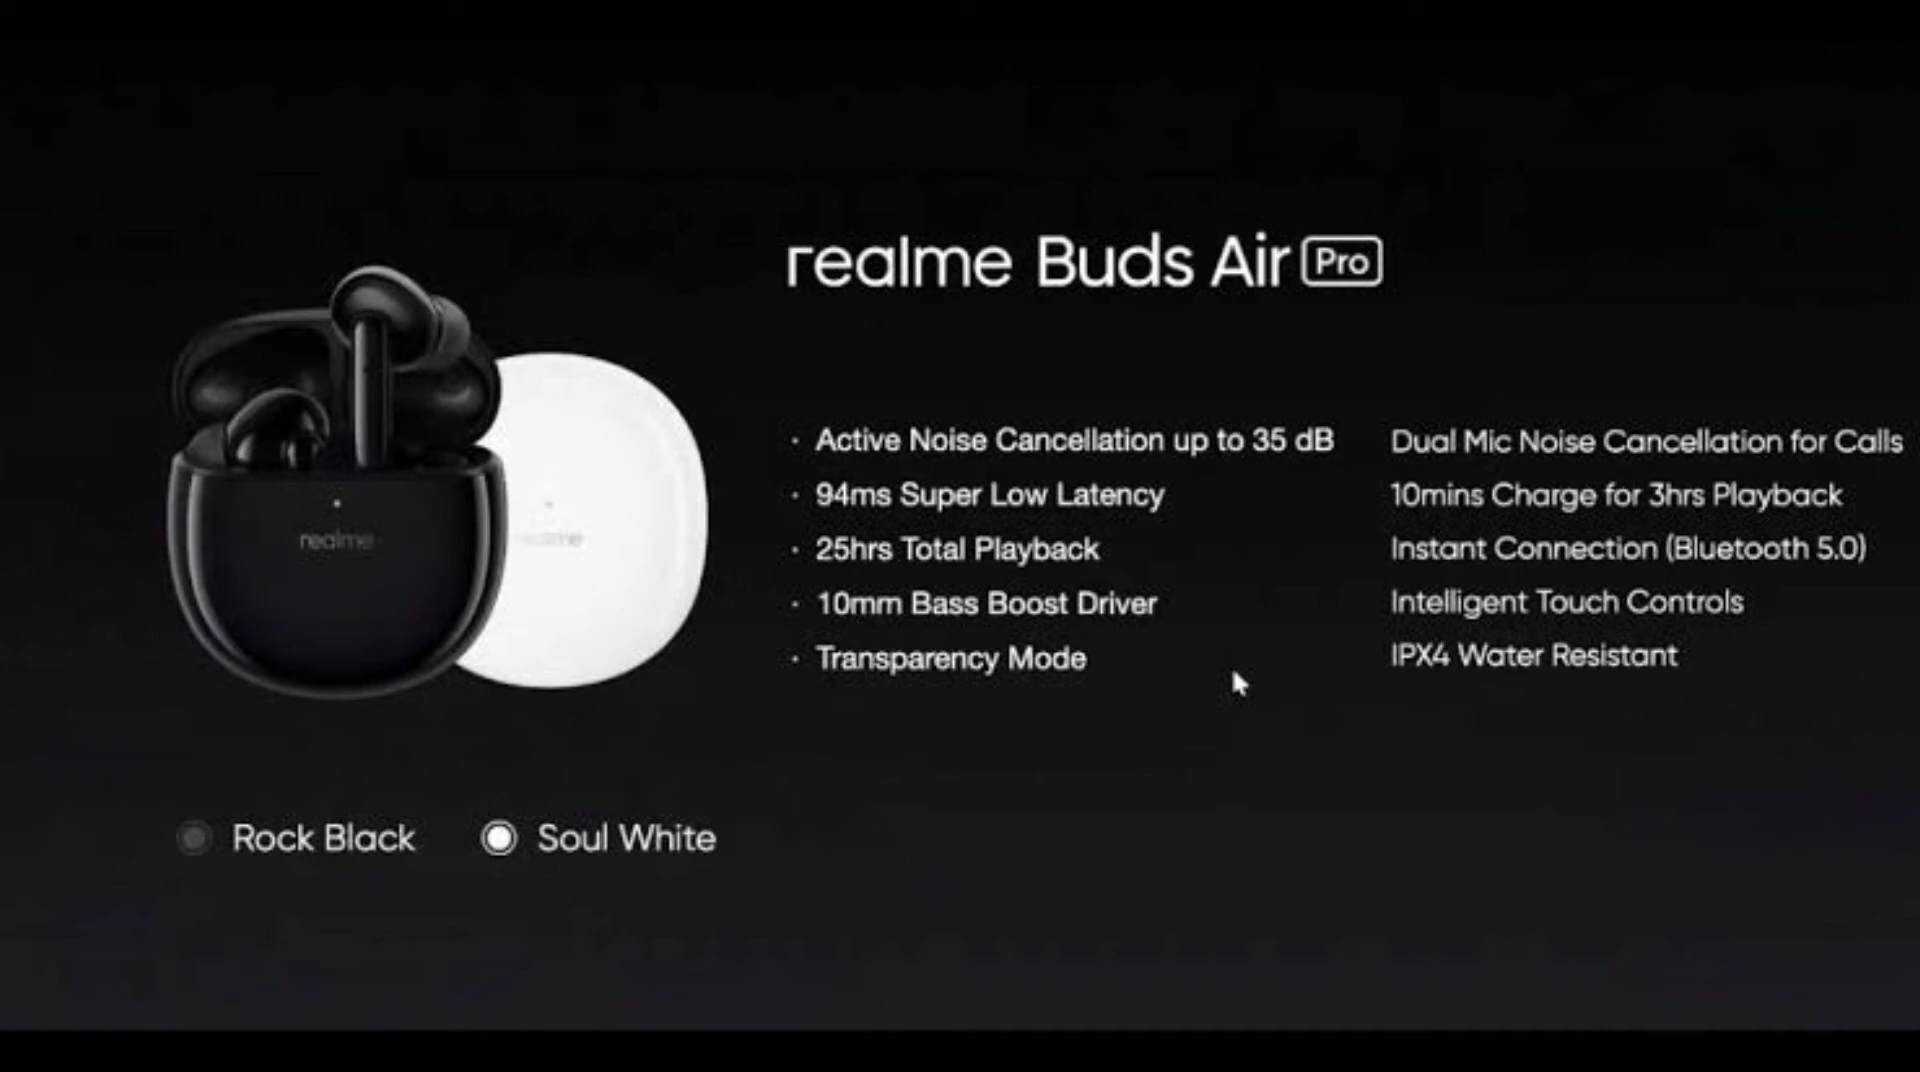 realme Buds Air Pro
· Active Noise Cancellation up to 35 dB
· 94ms Super Low Latency
· 25hrs Total Playback
· 10mm Bass Boost Driver
· Transparency Mode
Dual Mic Noise Cancellation for Calls
10mins Charge for 3hrs Playback
Instant Connection (Bluetooth 5.0)
Intelligent Touch Controls
IPX4 Water Resistant
realme
realme
Rock Black
Soul White